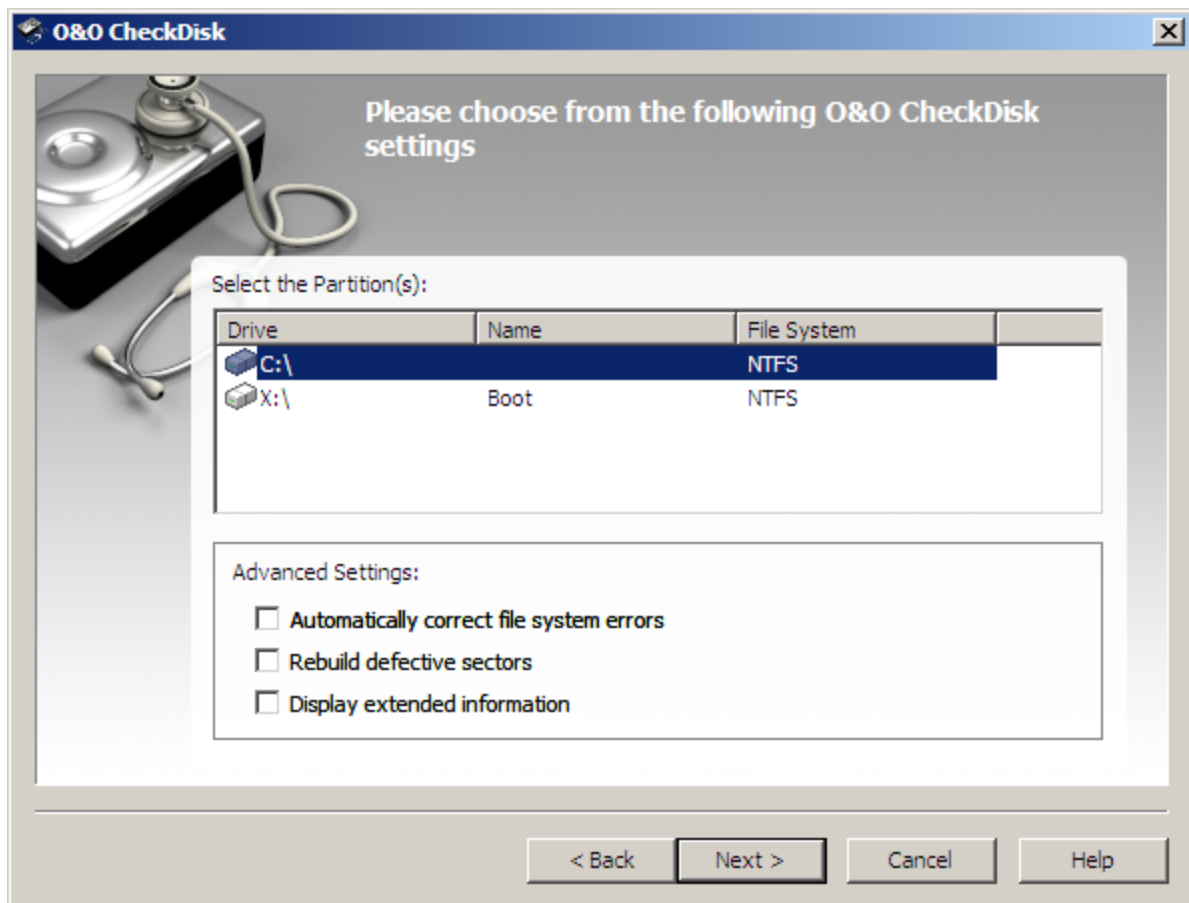 O&O CheckDisk
Please choose from the following O&O CheckDisk
settings
Select the Partition(s):
Drive Name File System
C:\ NTFS
X:\ Boot NTFS
Advanced Settings:
Automatically correct file system errors
Rebuild defective sectors
Display extended information
< Back Next > Cancel Help